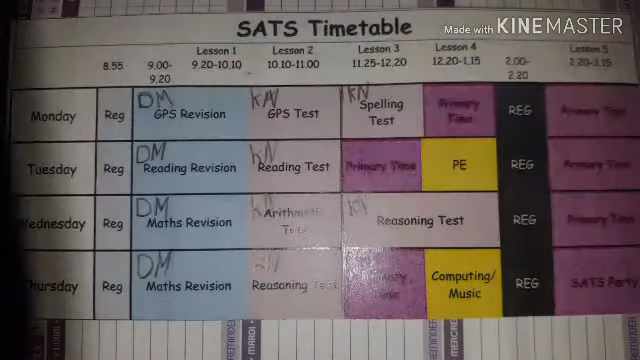 SATS Timetable
Made with KINEMASTER
Lesson 1 Lesson 2 Lesson 3 Lesson 4 Lesson 5
8.55 9.00-9.20 9.20-10.10 10.10-11.00 11.25-12.20 12.20-1.15 2.00-2.20 2.20-3.15
DM KN KN
Monday Reg GPS Revision GPS Test Spelling Test Primary Time REG Primary Time
DM KN
Tuesday Reg Reading Revision Reading Test Primary Time PE REG Primary Time
DM KN KN
Wednesday Reg Maths Revision Arithmetic Test Reasoning Test REG Primary Time
DM KN
Thursday Reg Maths Revision Reasoning Test Primary Time Computing/Music REG SATS Party
MARDI